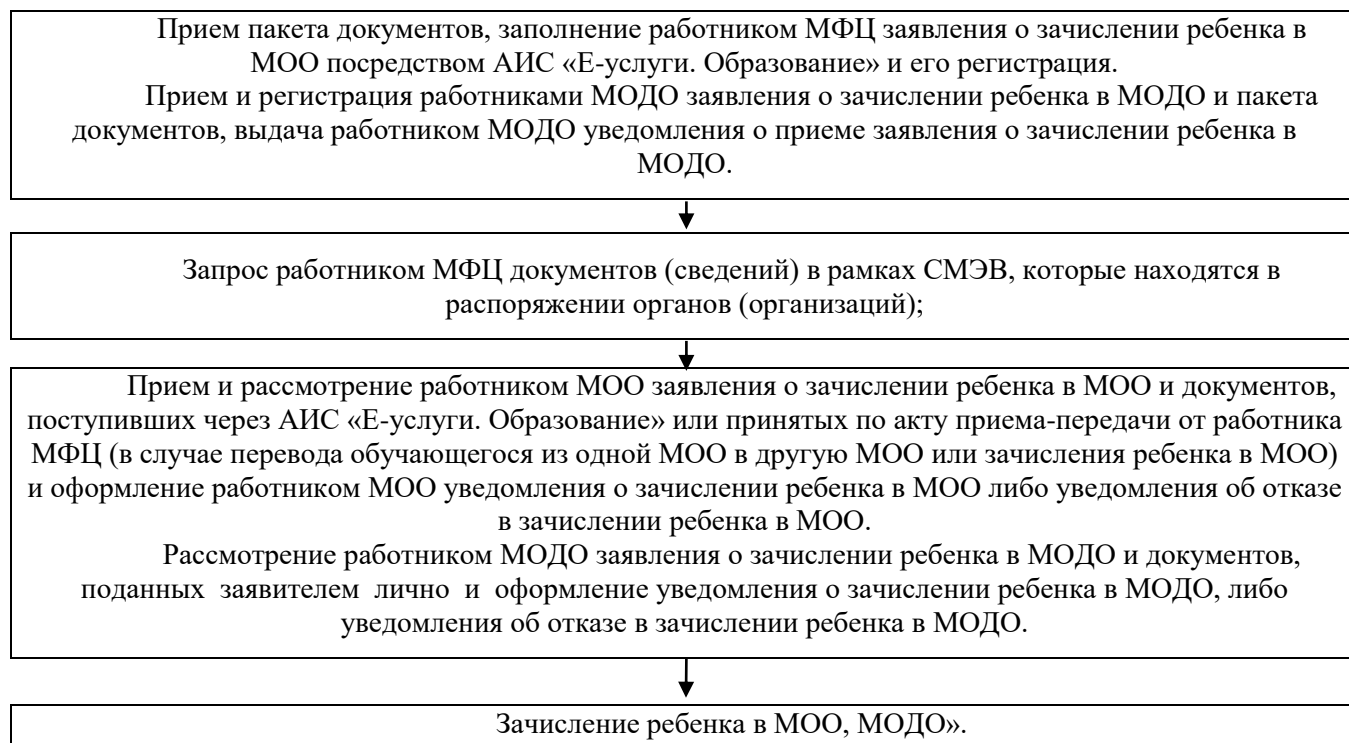 Прием пакета документов, заполнение работником МФЦ заявления о зачислении ребенка в
МОО посредством АИС «Е-услуги. Образование» и его регистрация.
Прием и регистрация работниками МОДО заявления о зачислении ребенка в МОДО и пакета
документов, выдача работником МОДО уведомления о приеме заявления о зачислении ребенка в
МОДО.
Запрос работником МФЦ документов (сведений) в рамках СМЭВ, которые находятся в
распоряжении органов (организаций);
Прием и рассмотрение работником МОО заявления о зачислении ребенка в МОО и документов,
поступивших через АИС «Е-услуги. Образование» или принятых по акту приема-передачи от работника
МФЦ (в случае перевода обучающегося из одной МОО в другую МОО или зачисления ребенка в МОО)
и оформление работником МОО уведомления о зачислении ребенка в МОО либо уведомления об отказе
в зачислении ребенка в МОО.
Рассмотрение работником МОДО заявления о зачислении ребенка в МОДО и документов,
поданных заявителем лично и оформление уведомления о зачислении ребенка в МОДО, либо
уведомления об отказе в зачислении ребенка в МОДО.
Зачисление ребенка в МОО, МОДО».